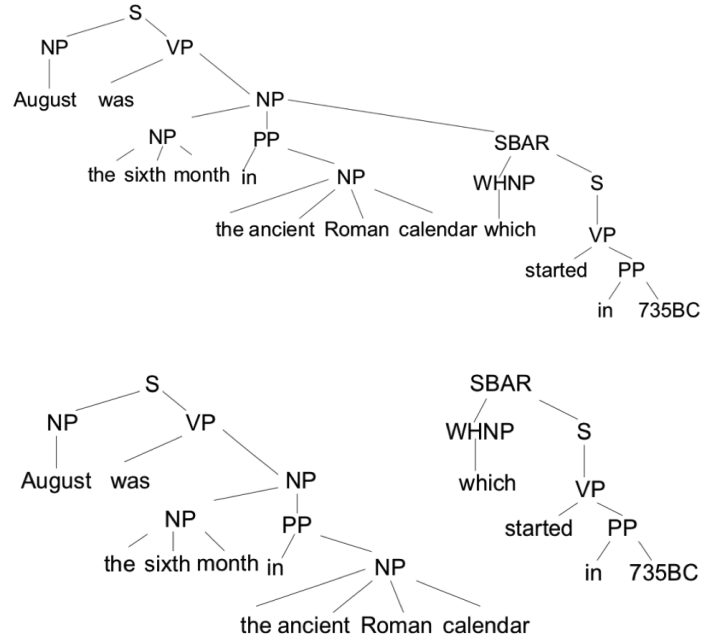 S
NP VP
August was
NP
NP PP SBAR
the sixth month in
NP WHNP S
the ancient Roman calendar which
VP
started PP
in 735BC
S SBAR
NP VP WHNP S
August was NP which VP
NP PP started PP
the sixth month in NP in 735BC
the ancient Roman calendar